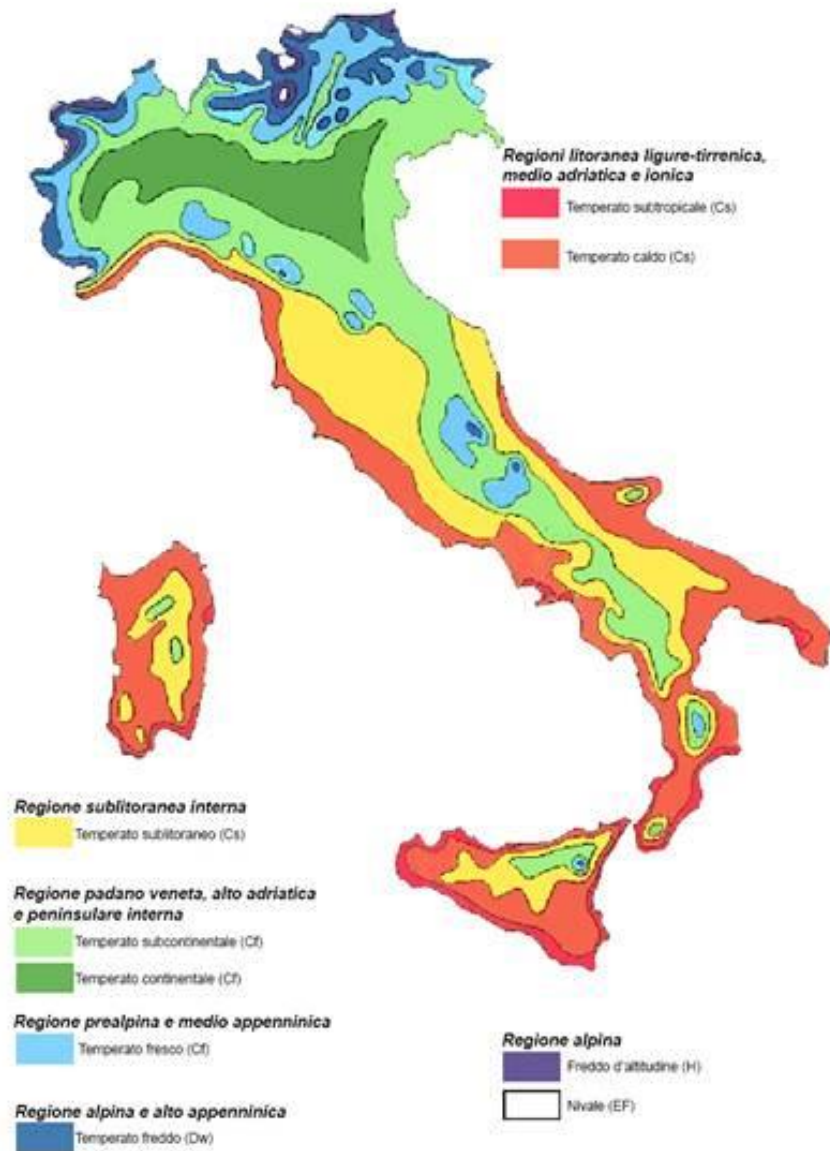 Regioni litoranea ligure-tirrenica,
medio adriatica e ionica
Temperato subtropicale (Cs)
Temperato caldo (Cs)
Regione sublitoranea interna
Temperato sublitoraneo (Cs)
Regione padano veneta, alto adriatica
e peninsulare interna
Temperato subcontinentale (Cf)
Temperato continentale (Cf)
Regione prealpina e medio appenninica
Temperato fresco (Cf)
Regione alpina e alto appenninica
Temperato freddo (Dw)
Regione alpina
Freddo d'altitudine (H)
Nivale (EF)